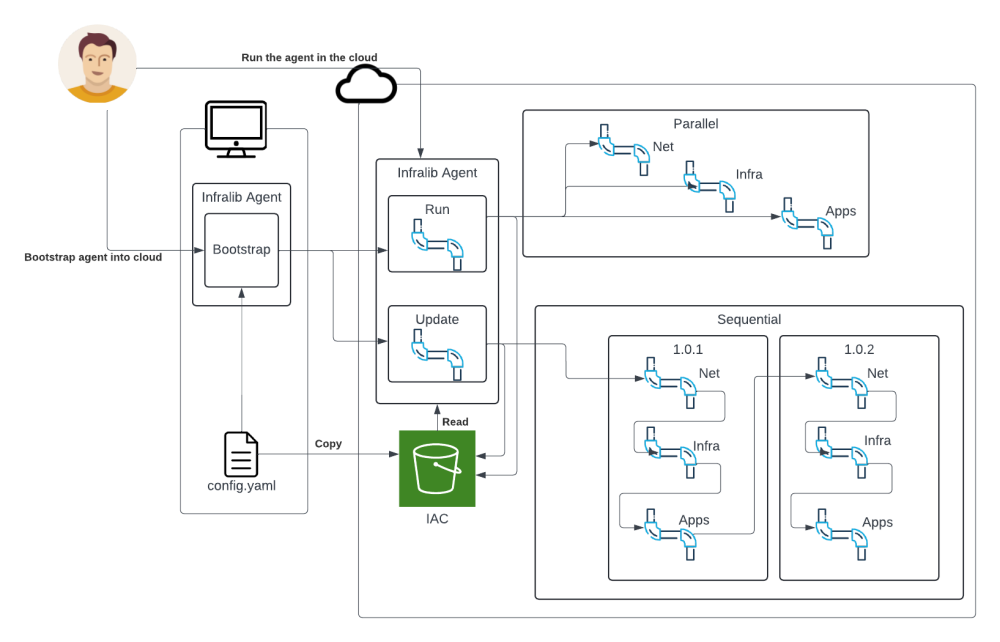 Run the agent in the cloud
Parallel
Net
Infra
Apps
Infralib Agent
Run
Infralib Agent
Bootstrap
Bootstrap agent into cloud
Update
Sequential
1.0.1
1.0.2
Net
Net
Infra
Infra
Apps
Apps
Read
Copy
config.yaml
IAC